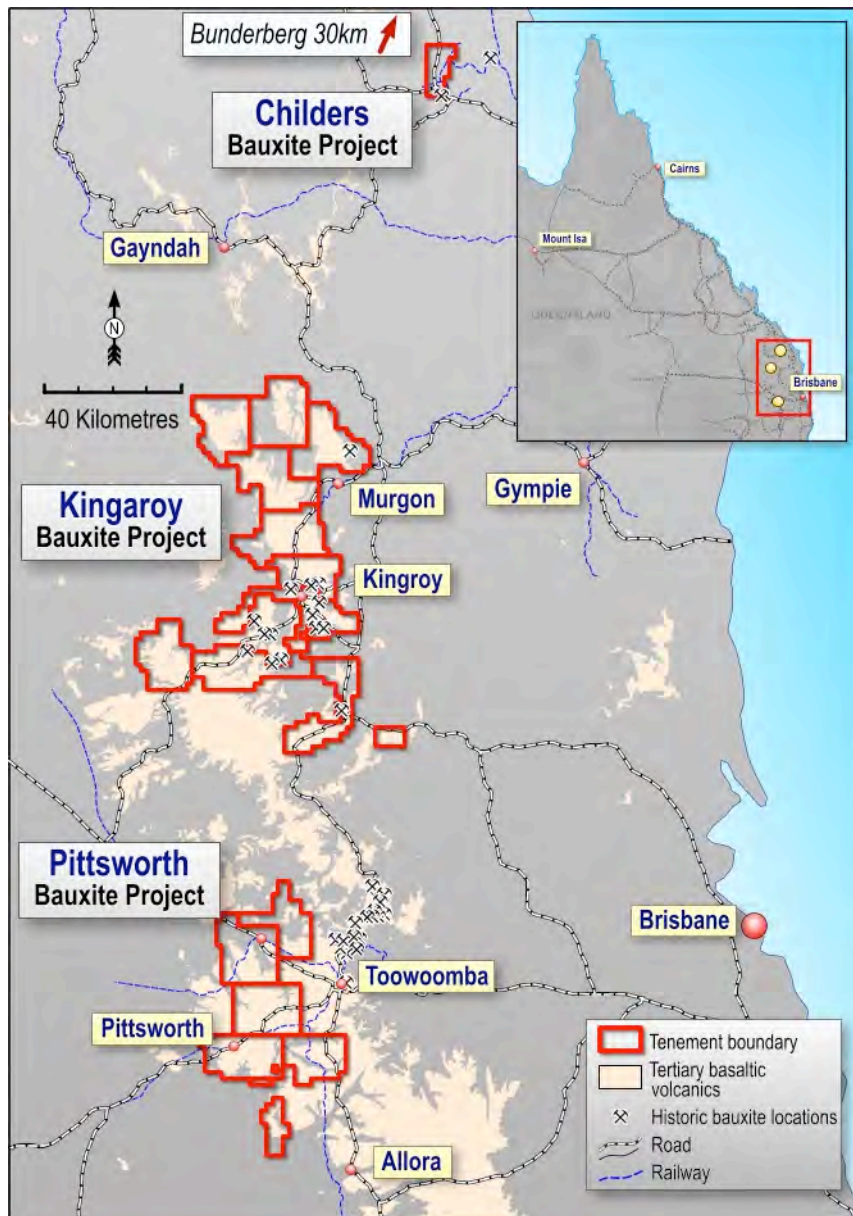 Bunderberg 30km
Childers
Bauxite Project
Cairns
Mount Isa
QUEENSLAND
Brisbane
Gayndah
N
40 Kilometres
Murgon
Gympie
Kingaroy
Bauxite Project
Kingroy
Pittsworth
Bauxite Project
Brisbane
Toowoomba
Pittsworth
Allora
Tenement boundary
Tertiary basaltic
volcanics
Historic bauxite locations
Road
Railway